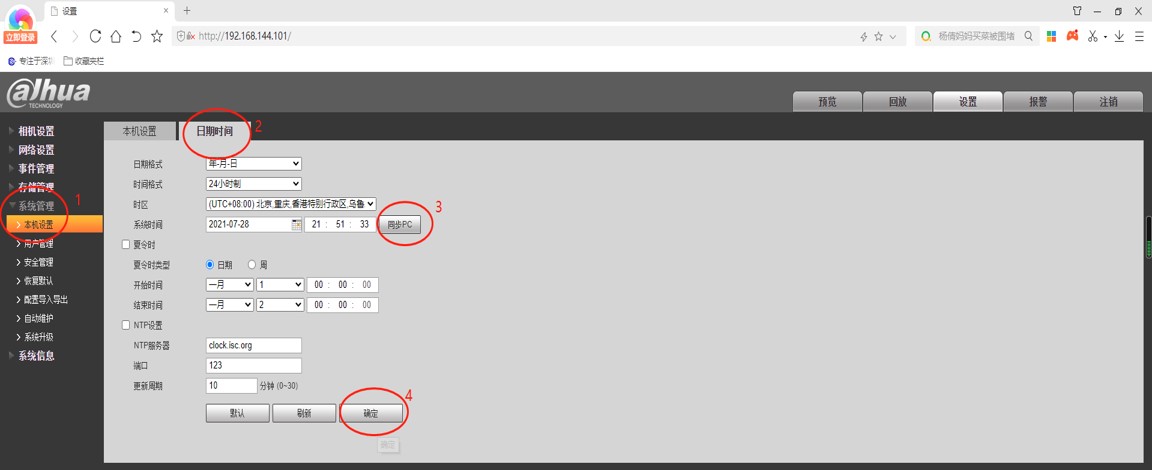 设置
立即登录
http://192.168.144.101/
杨倩妈妈买菜被围堵
专注于深圳
收藏夹栏
alhua
TECHNOLOGY
预览 回放 设置 报警 注销
相机设置
网络设置
事件管理
存储管理
系统管理
本机设置
用户管理
安全管理
恢复默认
配置导入导出
自动维护
系统升级
系统信息
1
本机设置 日期时间 2
日期格式 年-月-日
时间格式 24小时制
时区 (UTC+08:00) 北京,重庆,香港特别行政区,乌鲁
系统时间 2021-07-28 21 : 51 : 33 同步PC 3
夏令时
夏令时类型 日期 周
开始时间 一月 1 00 : 00 : 00
结束时间 一月 2 00 : 00 : 00
NTP设置
NTP服务器 clock.isc.org
端口 123
更新周期 10 分钟 (0~30)
默认 刷新 确定 4
确定